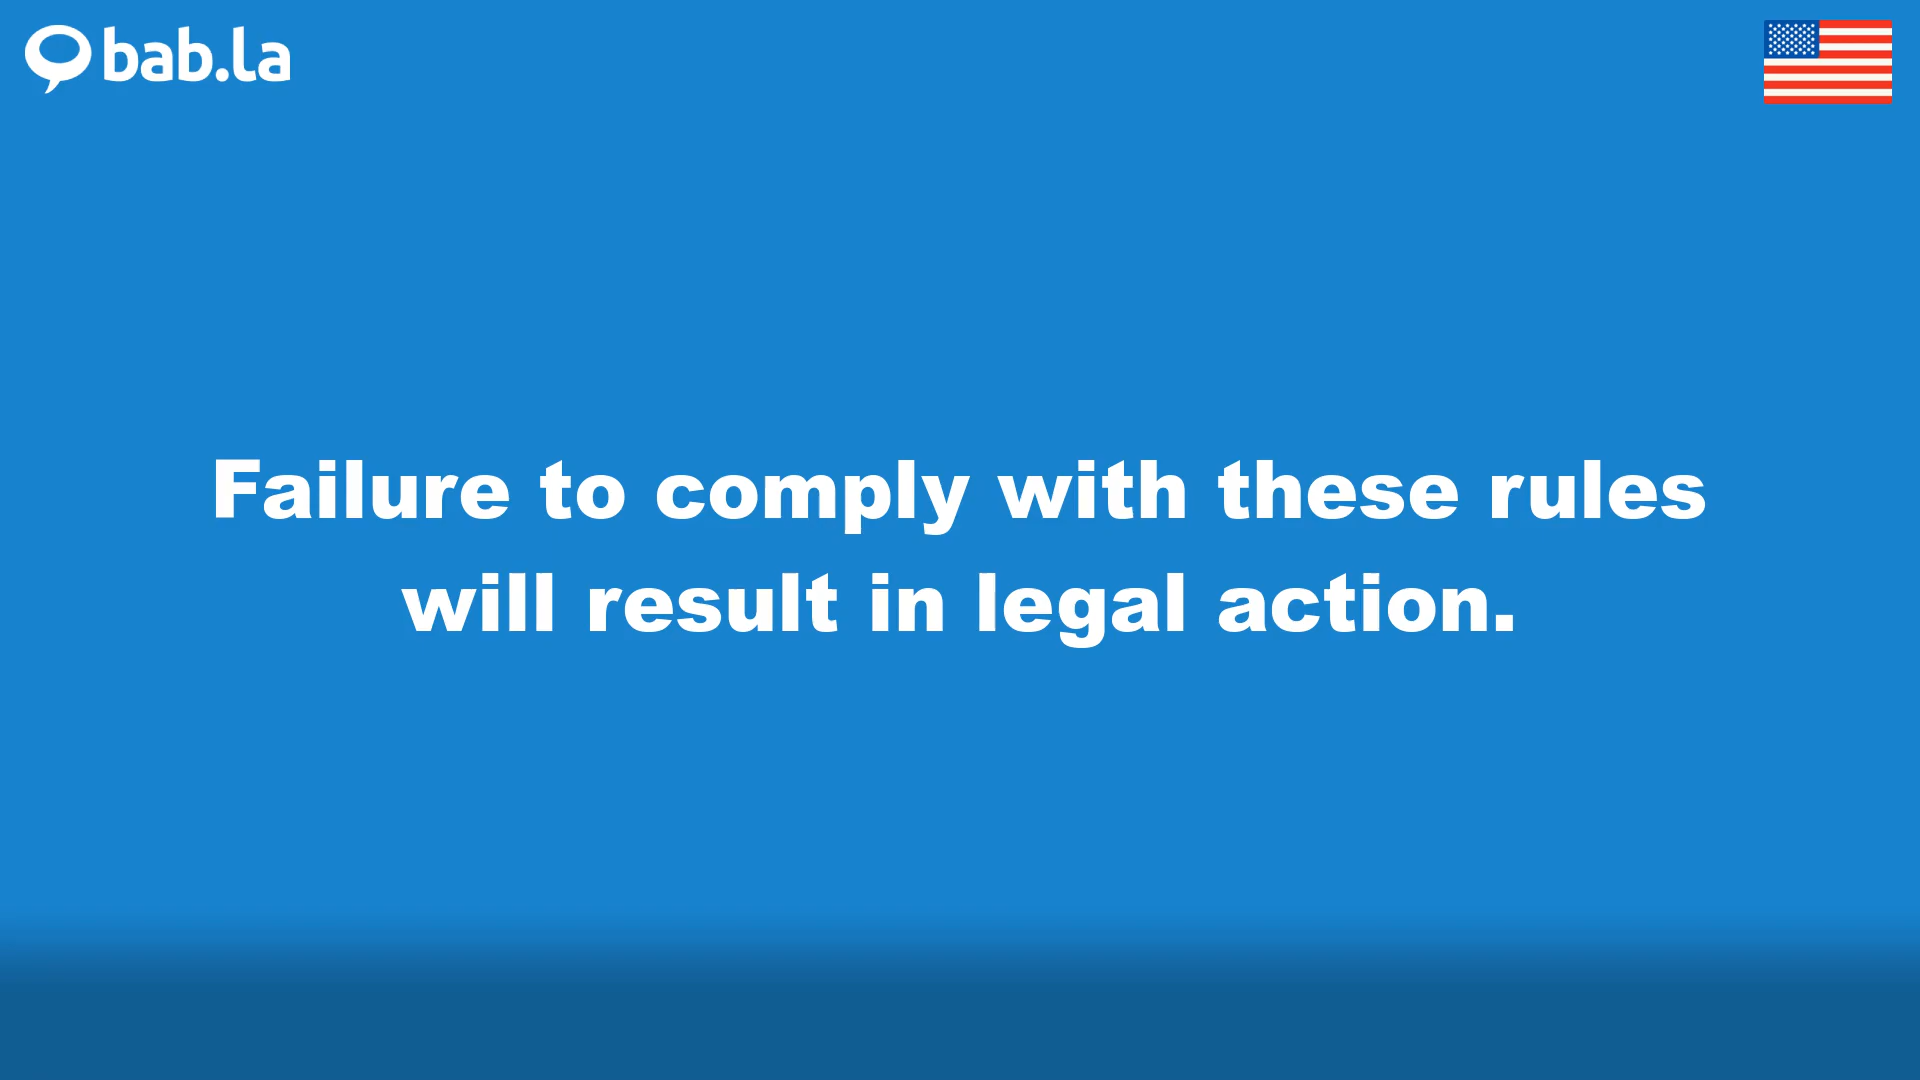 bab.la
Failure to comply with these rules
will result in legal action.